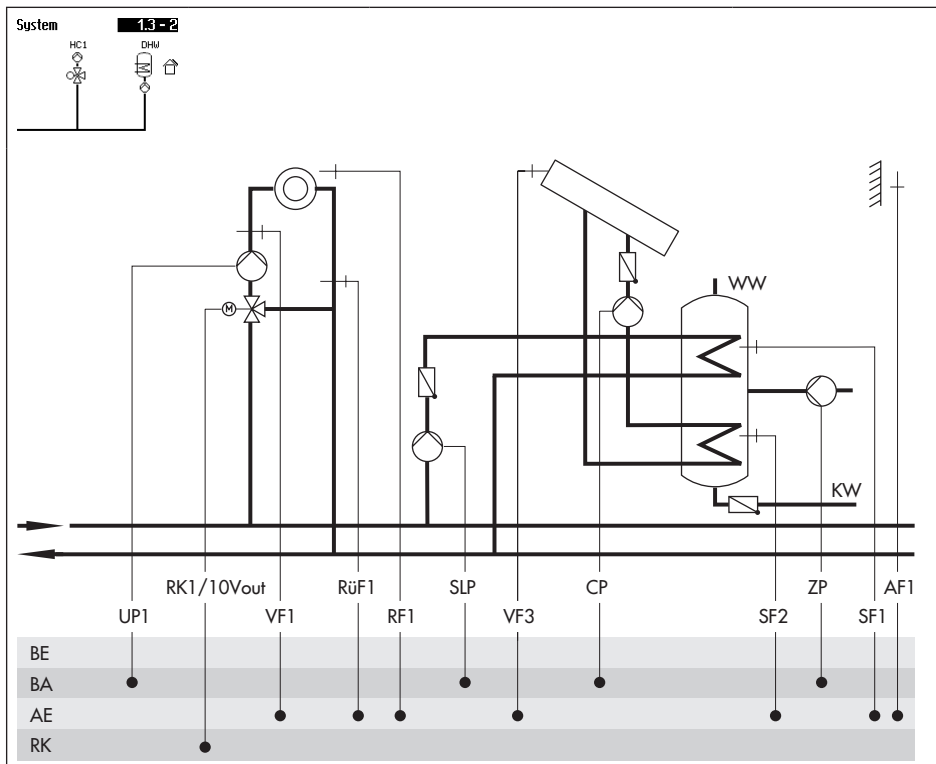 System 1.3 - 2
HC1 DHW
M
WW
KW
RK1/10Vout RüF1 SLP CP ZP AF1
UP1 VF1 RF1 VF3 SF2 SF1
BE
BA
AE
RK